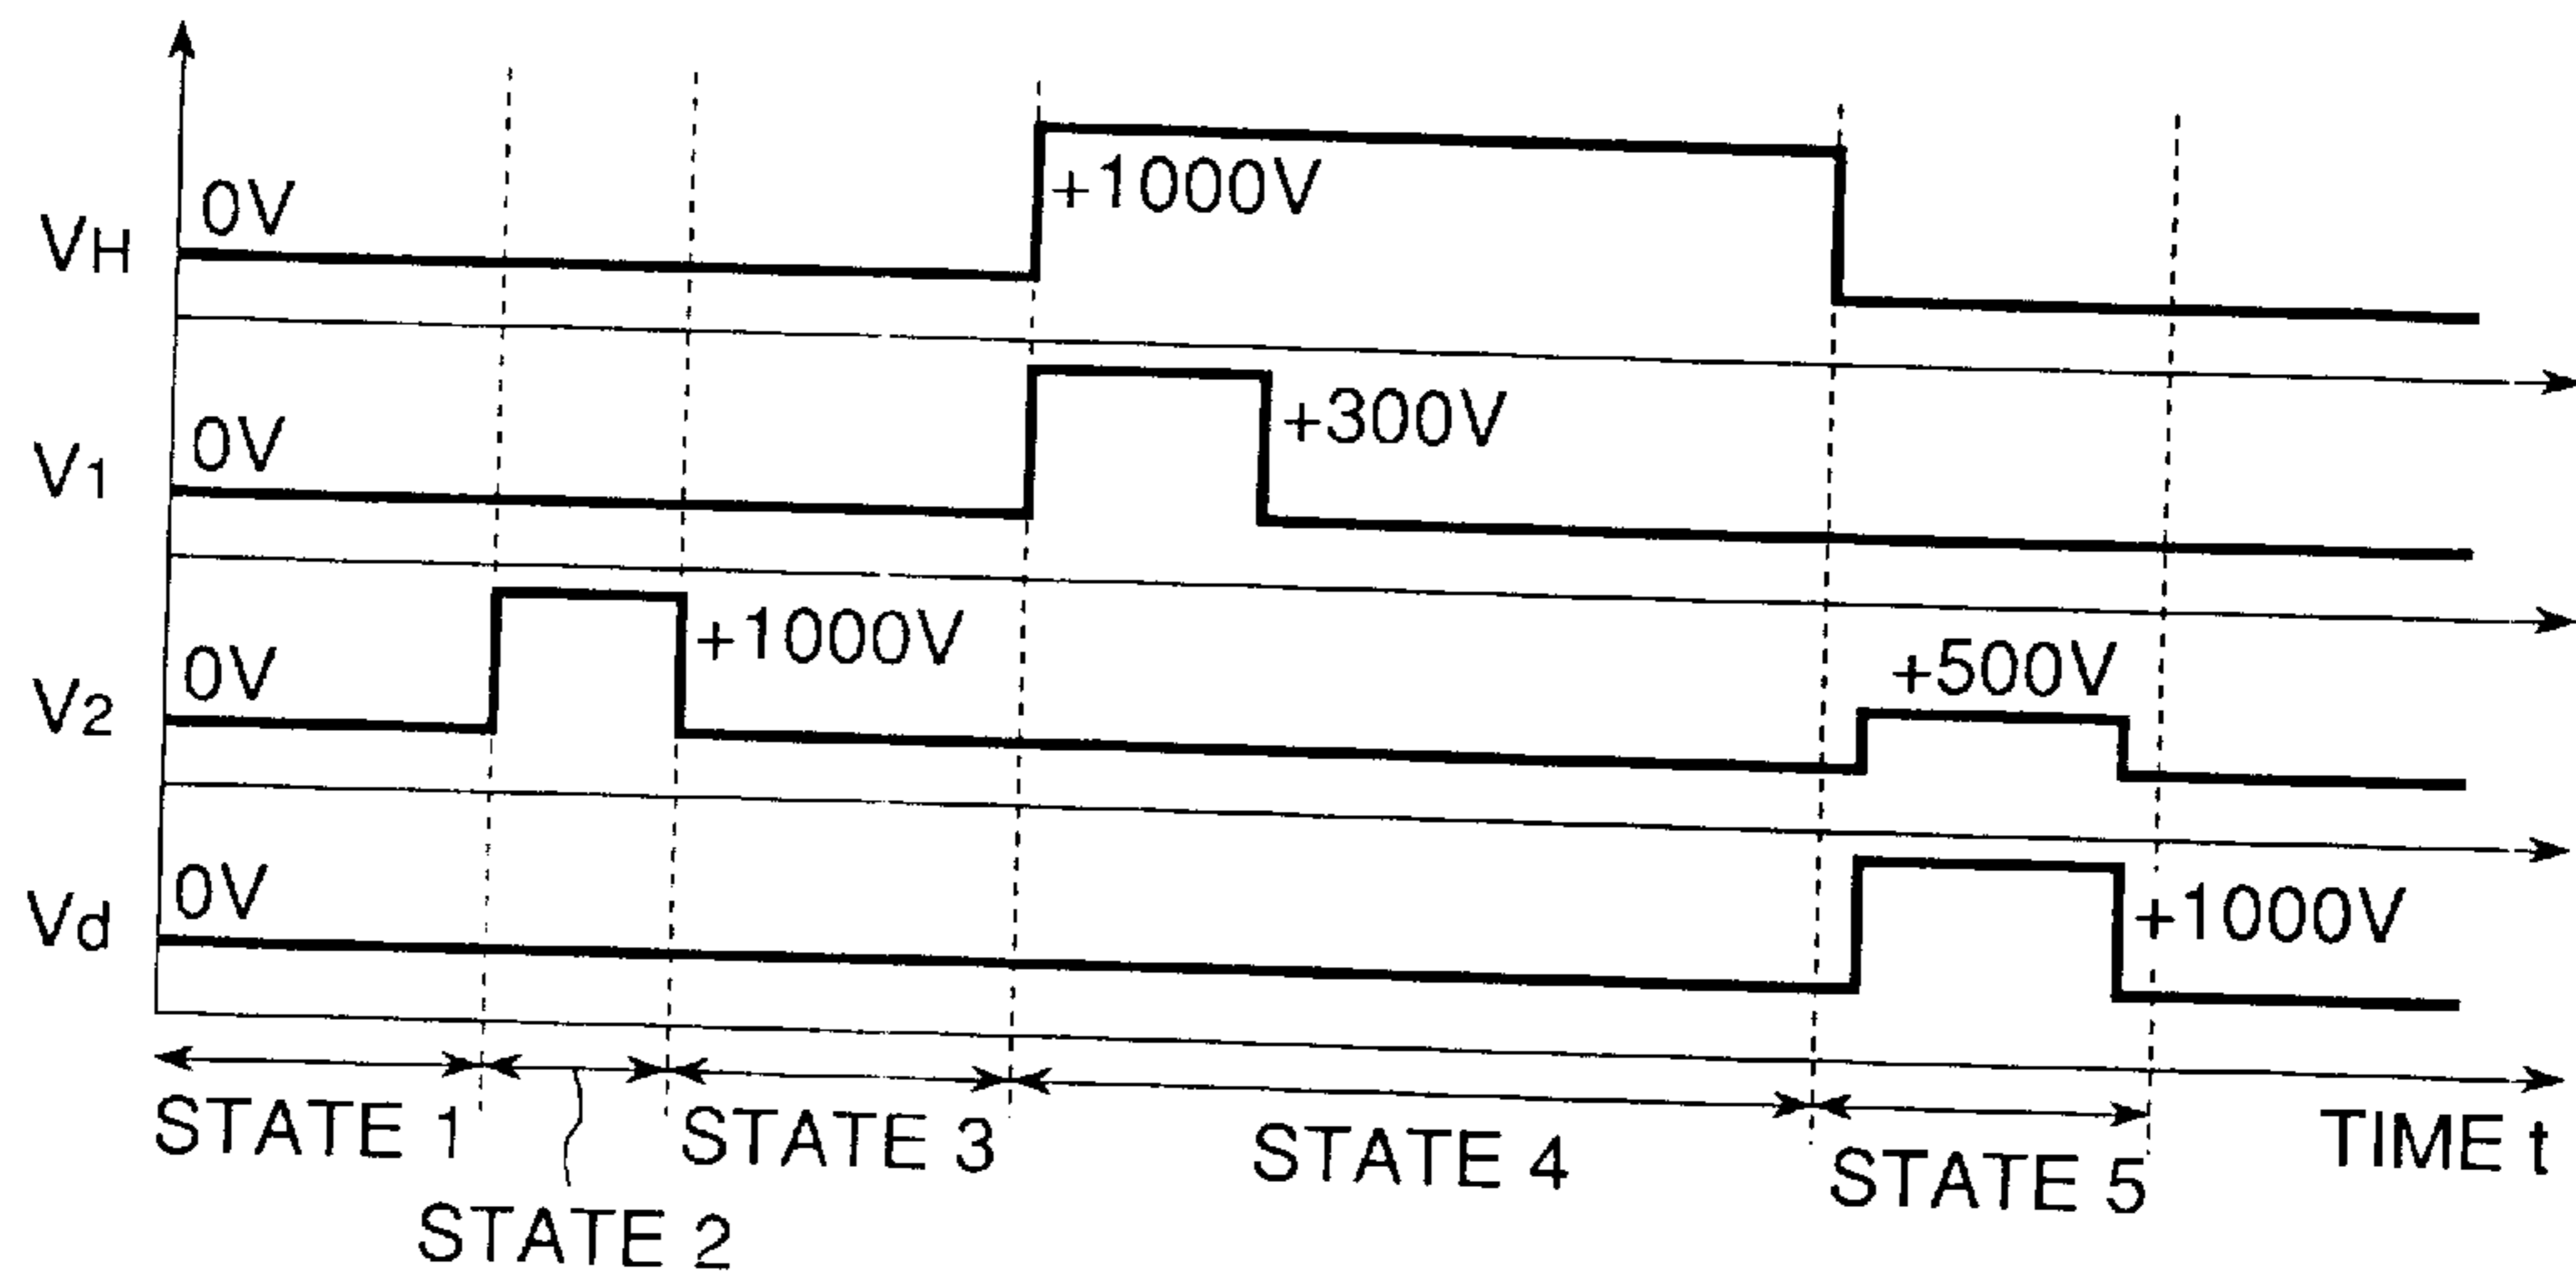 0V
+1000V
VH
0V
+300V
V1
0V
+1000V
+500V
V2
0V
+1000V
Vd
STATE 1
STATE 2
STATE 3
STATE 4
STATE 5
TIME t